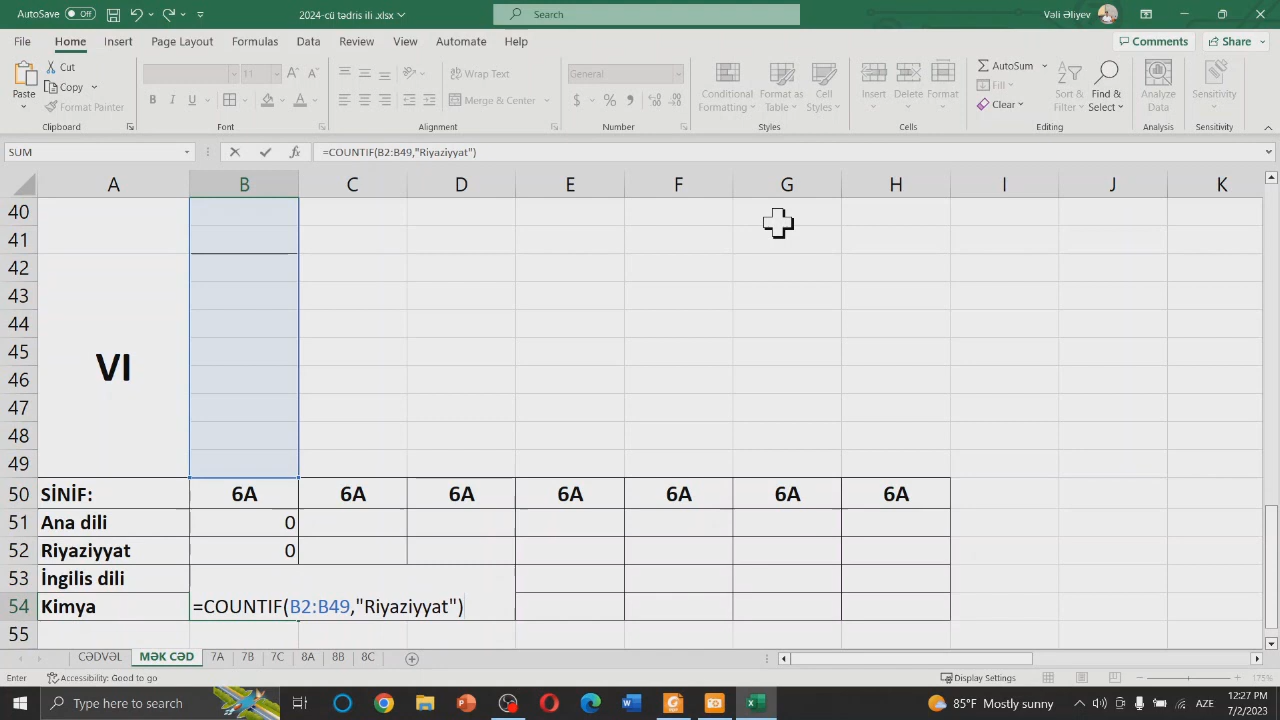 AutoSave Off 2024-cü tədris ili .xlsx Search Vəli Əliyev
File Home Insert Page Layout Formulas Data Review View Automate Help Comments Share
Paste Cut Copy Format Painter
Wrap Text Merge & Center General
Conditional Formatting Format as Table Cell Styles
Insert Delete Format
AutoSum Fill Clear Sort & Filter Find & Select
Analyze Data Sensitivity
Clipboard Font Alignment Number Styles Cells Editing Analysis Sensitivity
SUM =COUNTIF(B2:B49,"Riyaziyyat")
A B C D E F G H I J K
40
41
42
43
44
45
VI
46
47
48
49
50 SİNİF: 6A 6A 6A 6A 6A 6A 6A
51 Ana dili 0
52 Riyaziyyat 0
53 İngilis dili
54 Kimya =COUNTIF(B2:B49,"Riyaziyyat")
55
CƏDVƏL MƏK CƏD 7A 7B 7C 8A 8B 8C
Enter Accessibility: Good to go Display Settings 175%
Type here to search 85°F Mostly sunny AZE 12:27 PM
7/2/2023